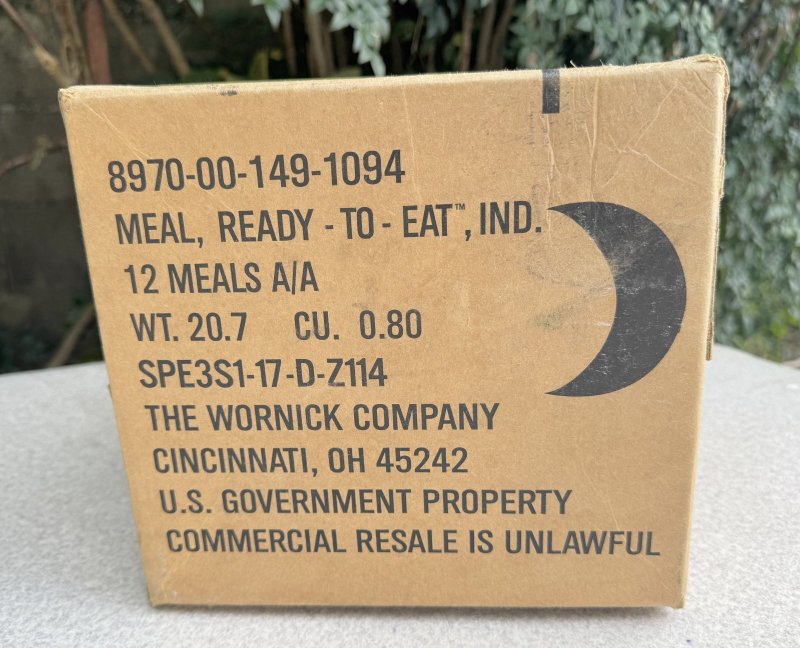 8970-00-149-1094
MEAL, READY - TO - EAT™, IND.
12 MEALS A/A
WT. 20.7 CU. 0.80
SPE3S1-17-D-Z114
THE WORNICK COMPANY
CINCINNATI, OH 45242
U.S. GOVERNMENT PROPERTY
COMMERCIAL RESALE IS UNLAWFUL